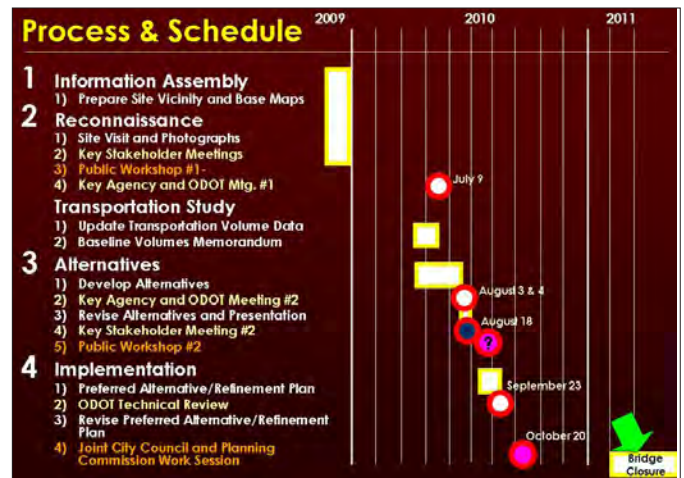 Process & Schedule
2009
2010
2011
1 Information Assembly
1) Prepare Site Vicinity and Base Maps
2 Reconnaissance
1) Site Visit and Photographs
2) Key Stakeholder Meetings
3) Public Workshop #1-
4) Key Agency and ODOT Mtg. #1
July 9
Transportation Study
1) Update Transportation Volume Data
2) Baseline Volumes Memorandum
3 Alternatives
1) Develop Alternatives
2) Key Agency and ODOT Meeting #2
August 3 & 4
3) Revise Alternatives and Presentation
4) Key Stakeholder Meeting #2
August 18
5) Public Workshop #2
?
4 Implementation
1) Preferred Alternative/Refinement Plan
September 23
2) ODOT Technical Review
3) Revise Preferred Alternative/Refinement
Plan
October 20
4) Joint City Council and Planning
Commission Work Session
Bridge
Closure